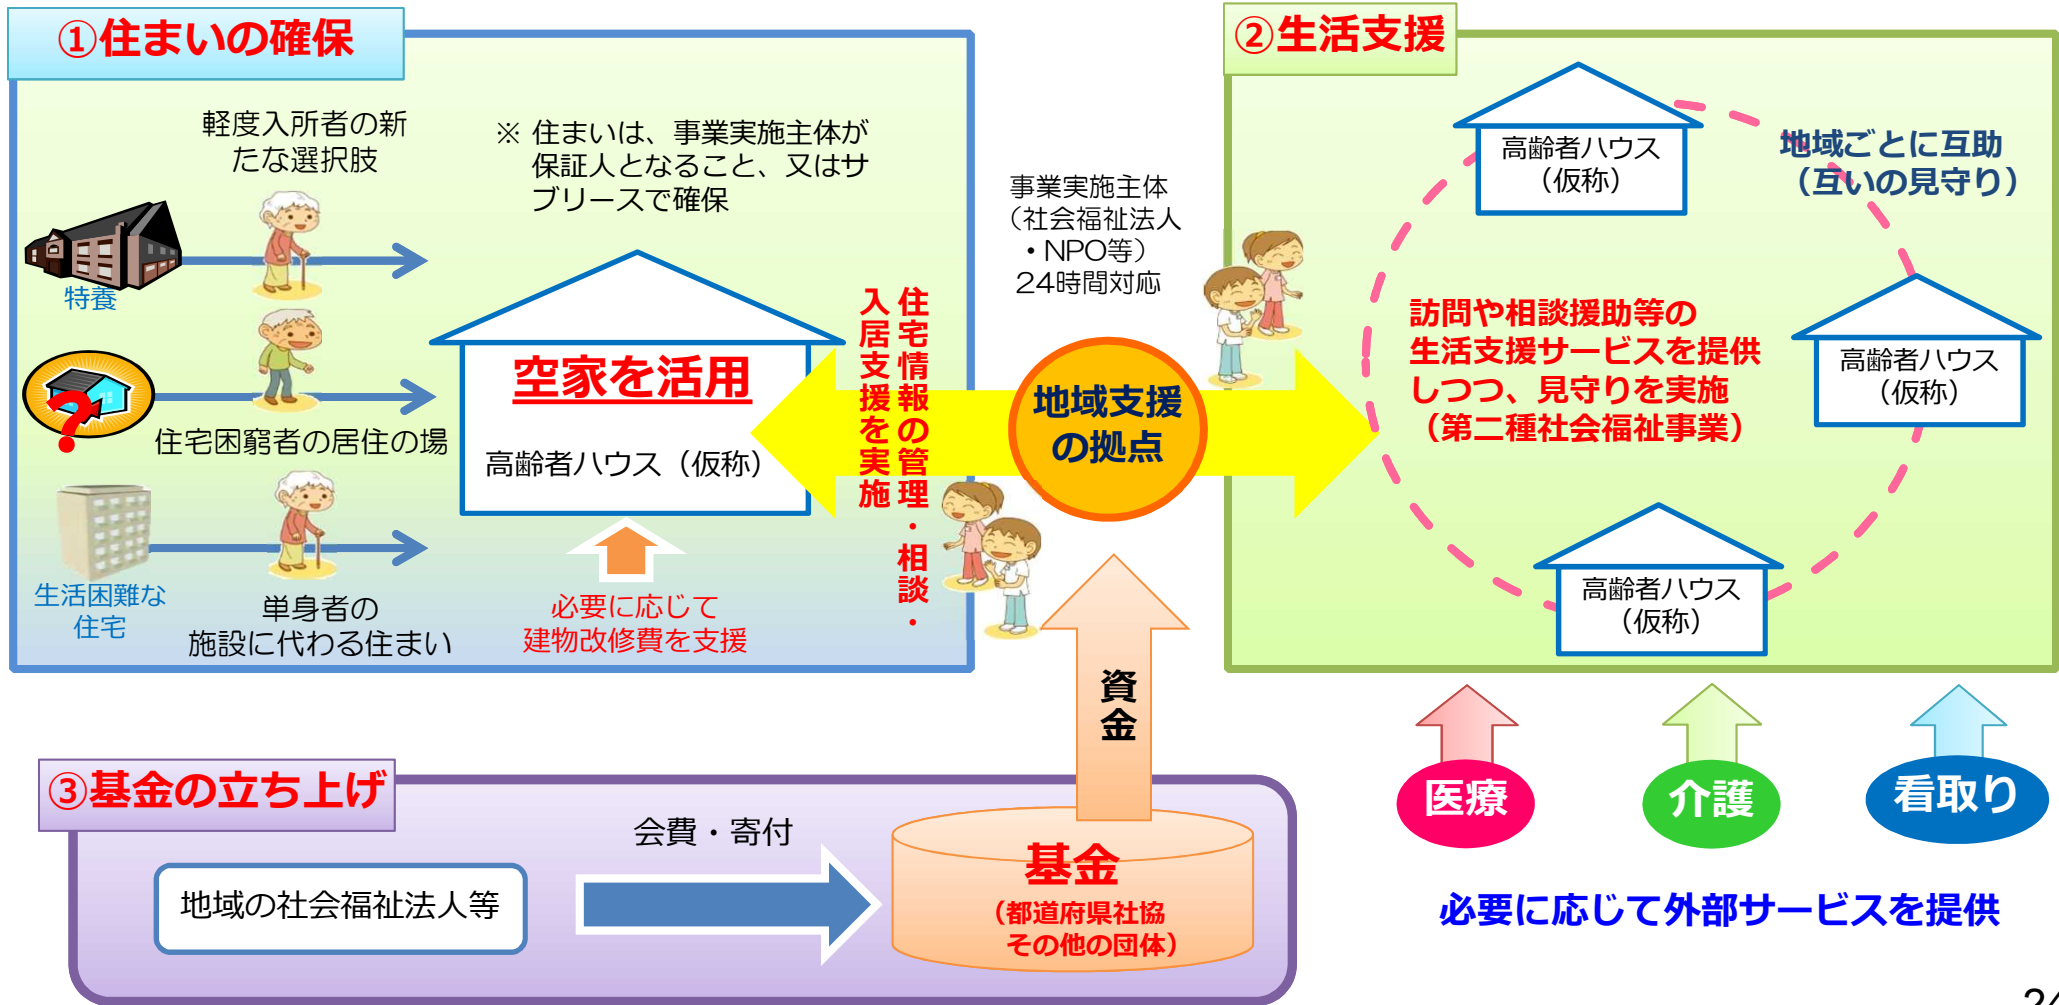 ①住まいの確保
軽度入所者の新
たな選択肢
※ 住まいは、事業実施主体が
保証人となること、又はサ
ブリースで確保
特養
住宅困窮者の居住の場
生活困難な
住宅
単身者の
施設に代わる住まい
空家を活用
高齢者ハウス（仮称）
必要に応じて
建物改修費を支援
住宅情報の管理・相談・
入居支援を実施
事業実施主体
（社会福祉法人
・NPO等）
24時間対応
地域支援
の拠点
②生活支援
高齢者ハウス
（仮称）
地域ごとに互助
（互いの見守り）
訪問や相談援助等の
生活支援サービスを提供
しつつ、見守りを実施
（第二種社会福祉事業）
高齢者ハウス
（仮称）
高齢者ハウス
（仮称）
資金
医療
介護
看取り
必要に応じて外部サービスを提供
③基金の立ち上げ
地域の社会福祉法人等
会費・寄付
基金
（都道府県社協
その他の団体）
24